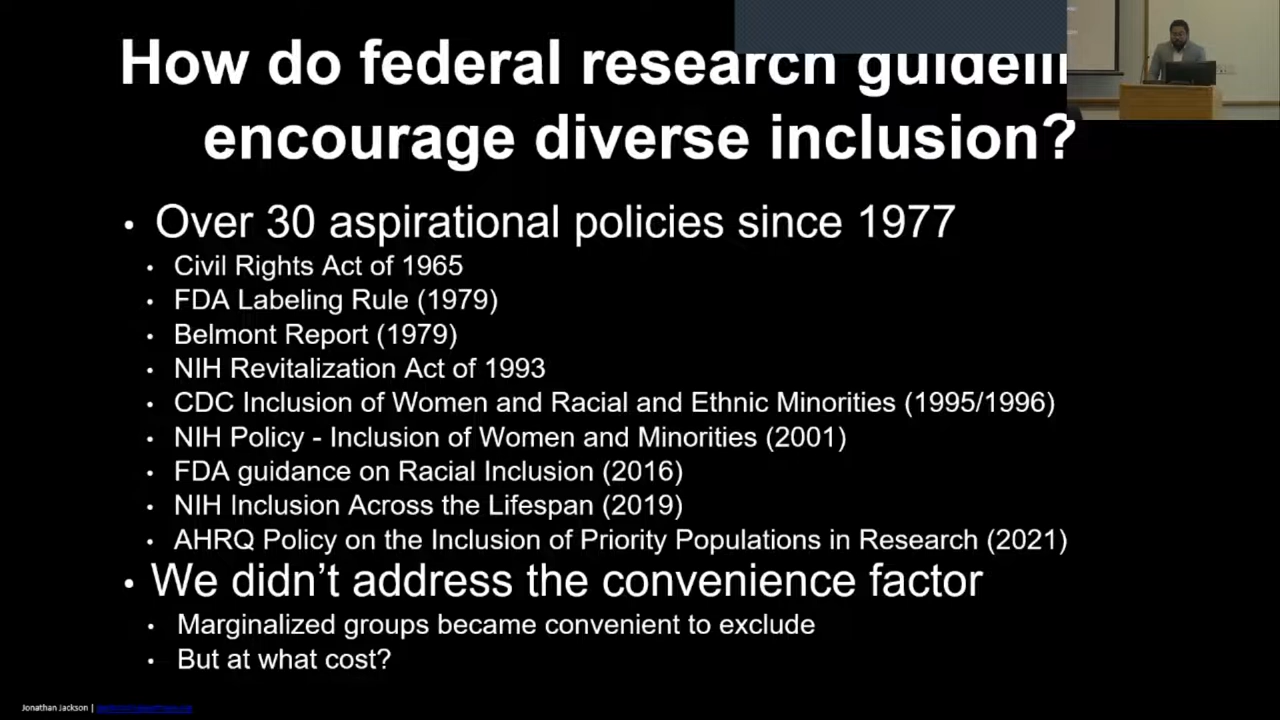 How do federal research
encourage diverse inclusion?
• Over 30 aspirational policies since 1977
• Civil Rights Act of 1965
• FDA Labeling Rule (1979)
• Belmont Report (1979)
• NIH Revitalization Act of 1993
• CDC Inclusion of Women and Racial and Ethnic Minorities (1995/1996)
• NIH Policy - Inclusion of Women and Minorities (2001)
• FDA guidance on Racial Inclusion (2016)
• NIH Inclusion Across the Lifespan (2019)
• AHRQ Policy on the Inclusion of Priority Populations in Research (2021)
• We didn’t address the convenience factor
• Marginalized groups became convenient to exclude
• But at what cost?
Jonathan Jackson |